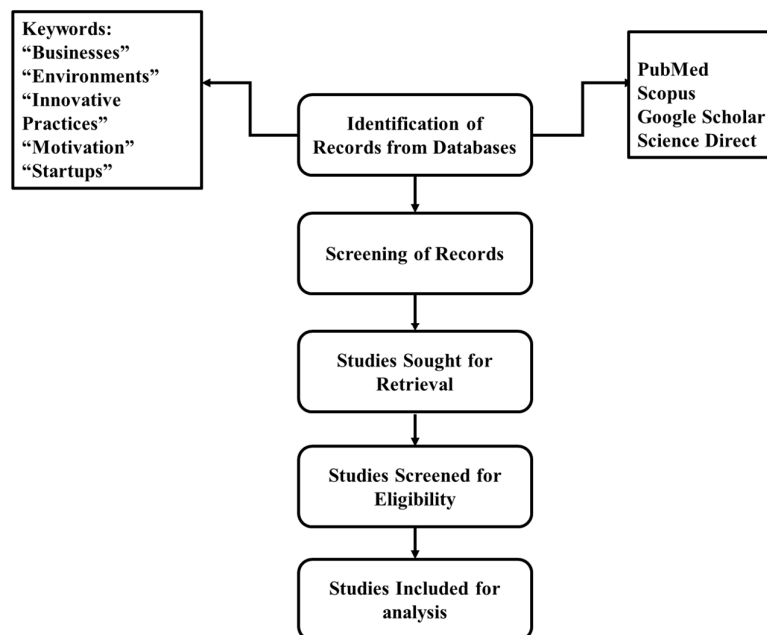 Keywords:
“Businesses”
“Environments”
“Innovative
Practices”
“Motivation”
“Startups”
PubMed
Scopus
Google Scholar
Science Direct
Identification of
Records from Databases
Screening of Records
Studies Sought for
Retrieval
Studies Screened for
Eligibility
Studies Included for
analysis